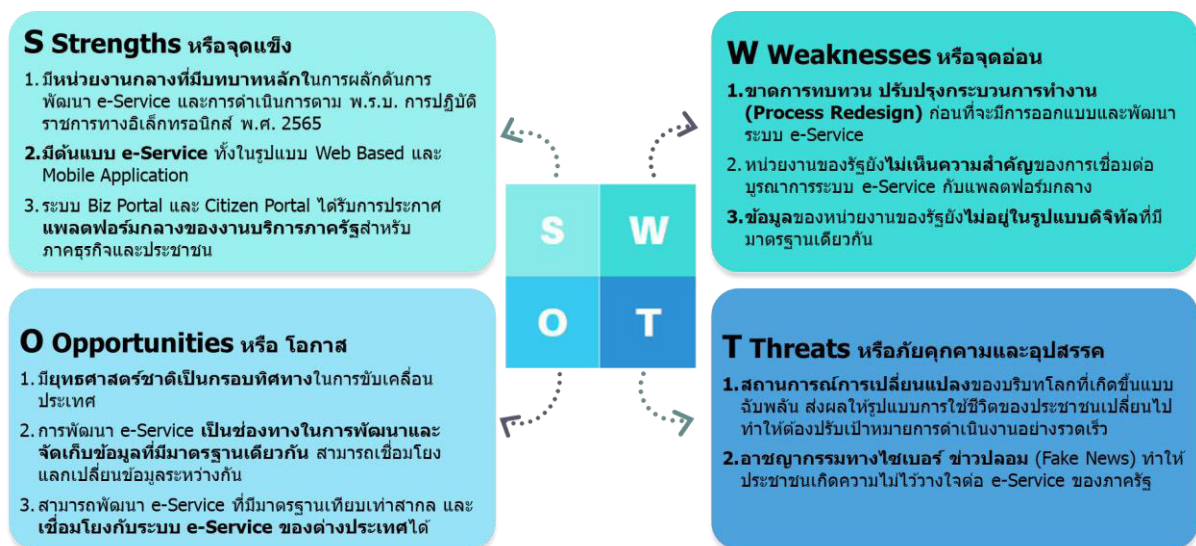 S Strengths หรือจุดแข็ง
1. มีหน่วยงานกลางที่มีบทบาทหลักในการผลักดันการ
พัฒนา e-Service และการดำเนินการตาม พ.ร.บ. การปฏิบัติ
ราชการทางอิเล็กทรอนิกส์ พ.ศ. 2565
2. มีต้นแบบ e-Service ทั้งในรูปแบบ Web Based และ
Mobile Application
3. ระบบ Biz Portal และ Citizen Portal ได้รับการประกาศ
แพลตฟอร์มกลางของงานบริการภาครัฐสำหรับ
ภาคธุรกิจและประชาชน
W Weaknesses หรือจุดอ่อน
1. ขาดการทบทวน ปรับปรุงกระบวนการทำงาน
(Process Redesign) ก่อนที่จะมีการออกแบบและพัฒนา
ระบบ e-Service
2. หน่วยงานของรัฐยังไม่เห็นความสำคัญของการเชื่อมต่อ
บูรณาการระบบ e-Service กับแพลตฟอร์มกลาง
3. ข้อมูลของหน่วยงานของรัฐยังไม่อยู่ในรูปแบบดิจิทัลที่มี
มาตรฐานเดียวกัน
S W
O T
O Opportunities หรือ โอกาส
1. มียุทธศาสตร์ชาติเป็นกรอบทิศทางในการขับเคลื่อน
ประเทศ
2. การพัฒนา e-Service เป็นช่องทางในการพัฒนาและ
จัดเก็บข้อมูลที่มีมาตรฐานเดียวกัน สามารถเชื่อมโยง
แลกเปลี่ยนข้อมูลระหว่างกัน
3. สามารถพัฒนา e-Service ที่มีมาตรฐานเทียบเท่าสากล และ
เชื่อมโยงกับระบบ e-Service ของต่างประเทศได้
T Threats หรือภัยคุกคามและอุปสรรค
1. สถานการณ์การเปลี่ยนแปลงของบริบทโลกที่เกิดขึ้นแบบ
ฉับพลัน ส่งผลให้รูปแบบการใช้ชีวิตของประชาชนเปลี่ยนไป
ทำให้ต้องปรับเป้าหมายการดำเนินงานอย่างรวดเร็ว
2. อาชญากรรมทางไซเบอร์ ข่าวปลอม (Fake News) ทำให้
ประชาชนเกิดความไม่ไว้วางใจต่อ e-Service ของภาครัฐ